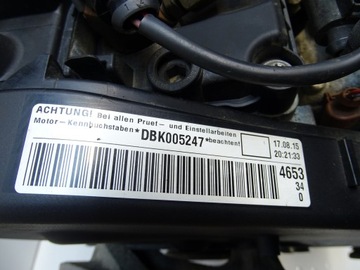 ACHTUNG! Bei allen Pruef- und Einstellarbeiten
Motor-Kennbuchstaben*DBK005247*beachten!
17.08.15
20:21:33
4653
34
0